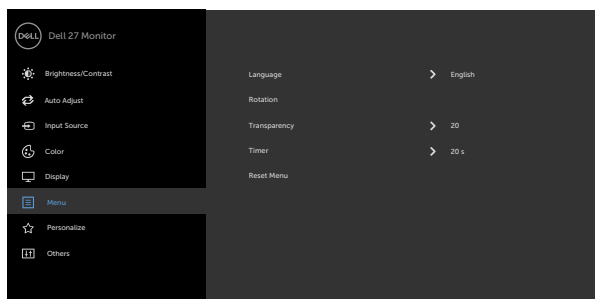 DELL Dell 27 Monitor
Brightness/Contrast
Auto Adjust
Input Source
Color
Display
Menu
Personalize
Others
Language English
Rotation
Transparency 20
Timer 20 s
Reset Menu